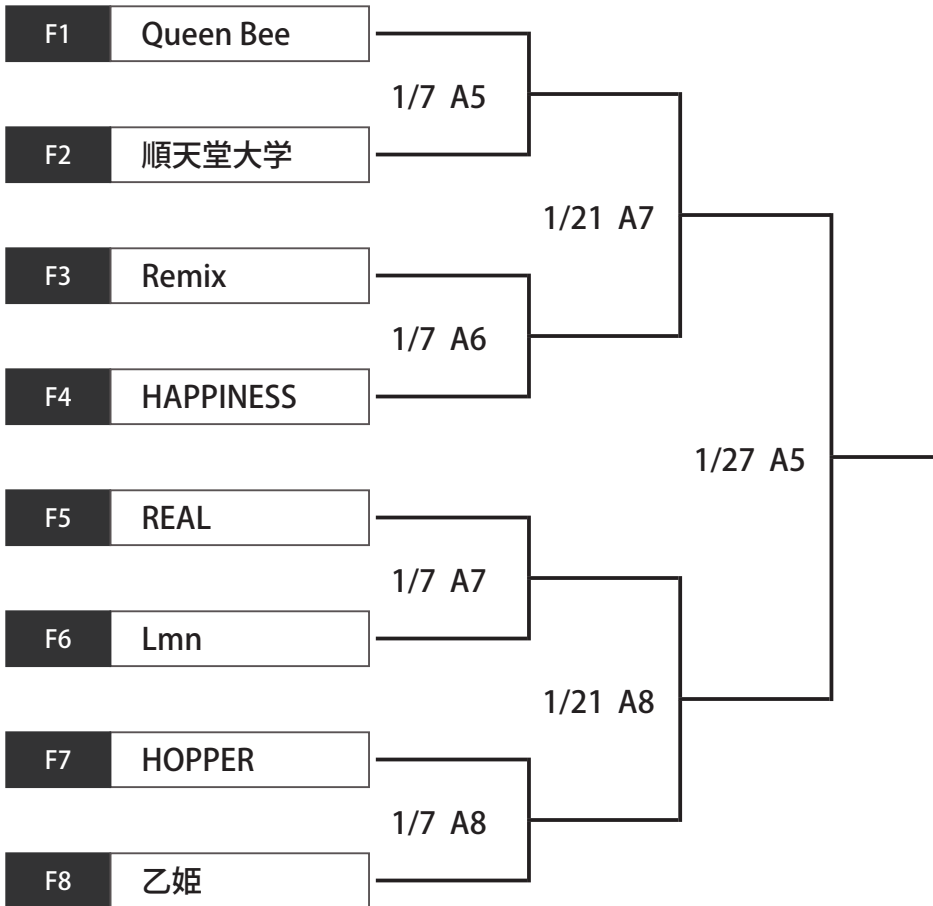 F1 Queen Bee
1/7 A5
F2 順天堂大学
1/21 A7
F3 Remix
1/7 A6
F4 HAPPINESS
1/27 A5
F5 REAL
1/7 A7
F6 Lmn
1/21 A8
F7 HOPPER
1/7 A8
F8 乙姫